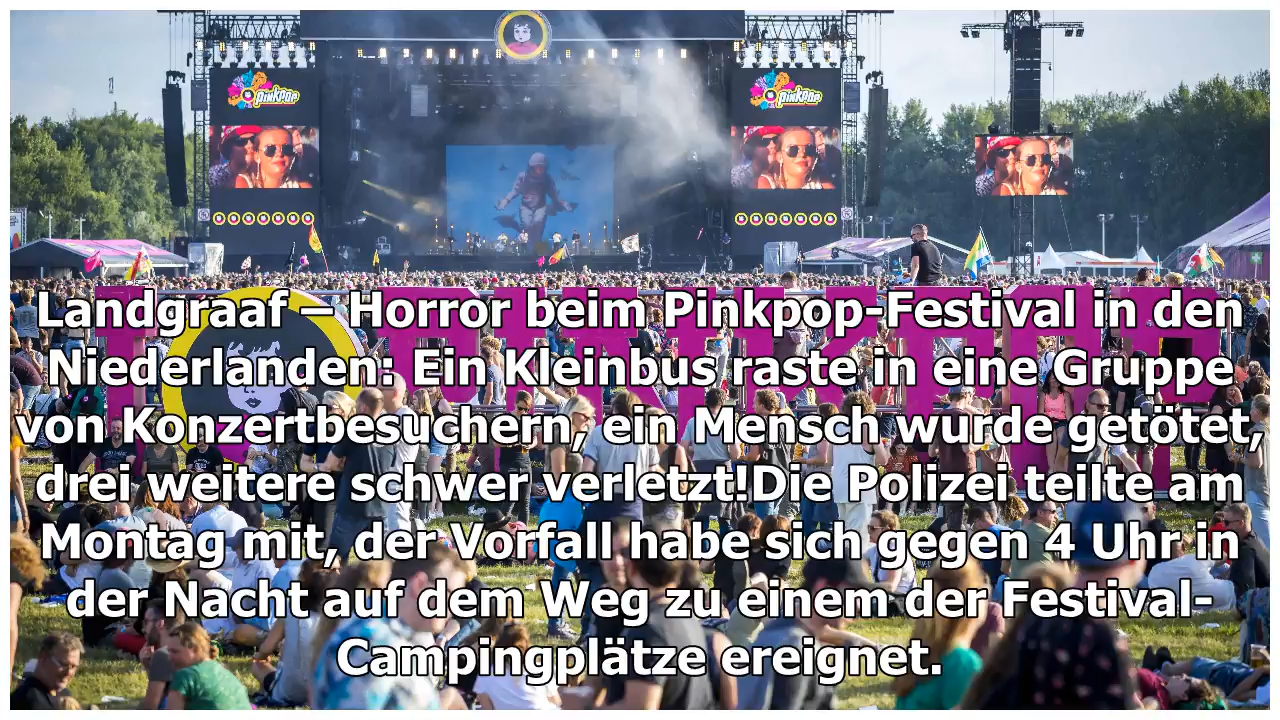 pinkpop
pinkpop
Landgraaf – Horror beim Pinkpop-Festival in den
Niederlanden: Ein Kleinbus raste in eine Gruppe
von Konzertbesuchern, ein Mensch wurde getötet,
drei weitere schwer verletzt!Die Polizei teilte am
Montag mit, der Vorfall habe sich gegen 4 Uhr in
der Nacht auf dem Weg zu einem der Festival-
Campingplätze ereignet.